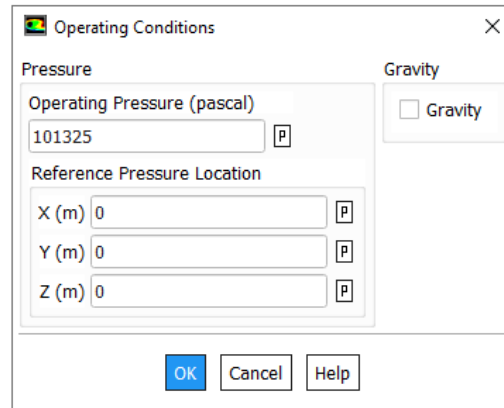 Operating Conditions
Pressure
Gravity
Operating Pressure (pascal)
101325
P
Gravity
Reference Pressure Location
X (m) 0
P
Y (m) 0
P
Z (m) 0
P
OK Cancel Help